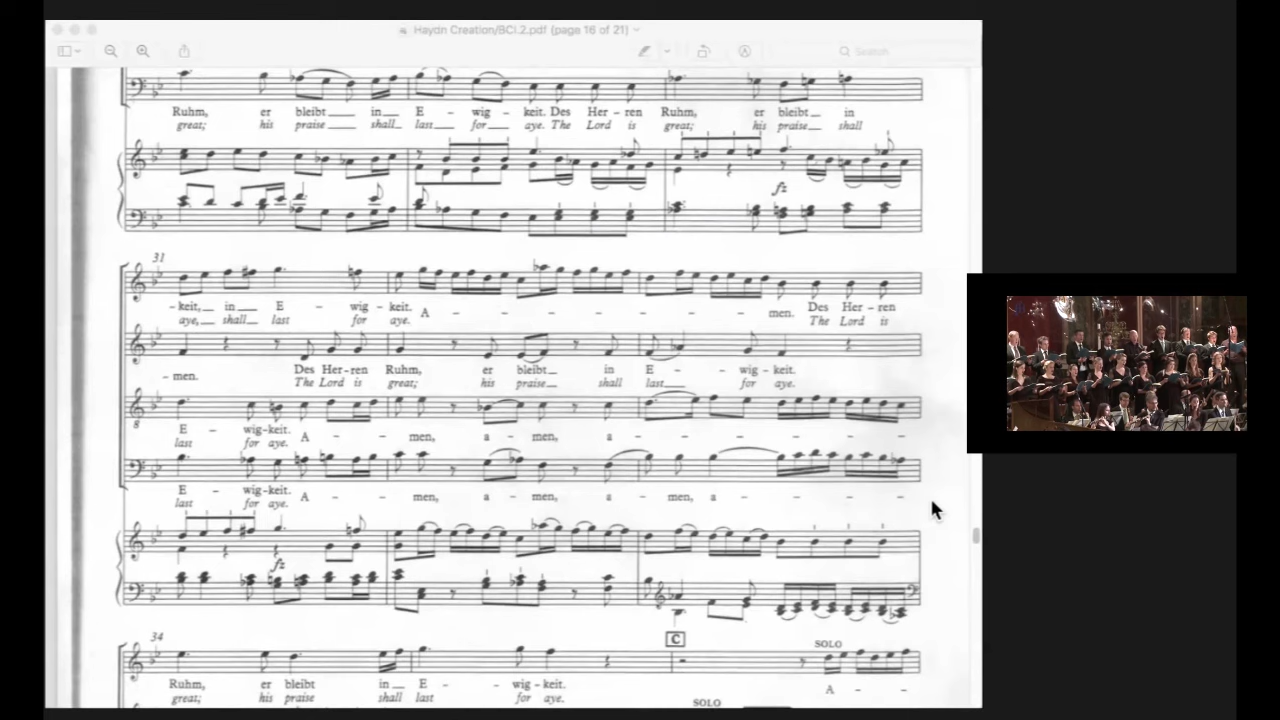 Haydn Creation/BCi.2.pdf (page 16 of 21)
Search
Ruhm, er bleibt in E - wig - keit. Des Her - ren Ruhm, er bleibt in
great; his praise shall last for aye. The Lord is great; his praise shall
fz
31
- keit, in E - wig - keit. A - - - - - - - men. Des Her - ren
aye, shall last for aye. The Lord is
- men. Des Her - ren Ruhm, er bleibt in E - - wig - keit.
The Lord is great; his praise shall last for aye.
8
E - wig-keit. A - - men, a - men, a - - - - -
last for aye.
E - wig-keit. A - - men, a - men, a - men, a - - - -
last for aye.
fz
34
C
SOLO
Ruhm, er bleibt in E - - wig - keit. A - -
great; his praise shall last for aye.
SOLO